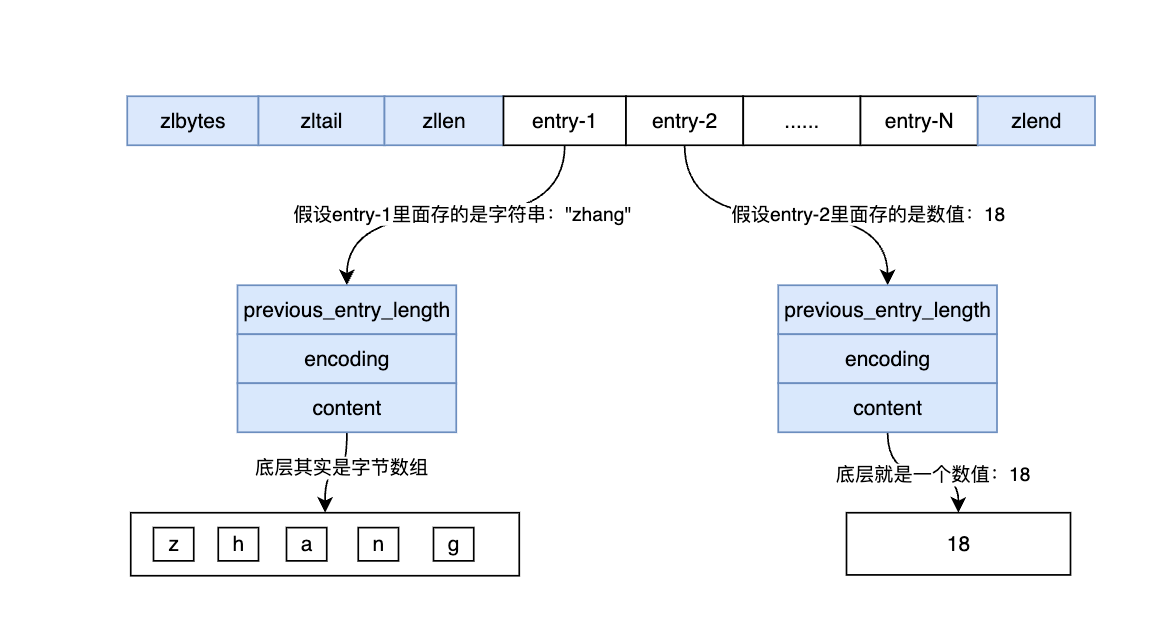 zlbytes zltail zllen entry-1 entry-2 ...... entry-N zlend
假设entry-1里面存的是字符串："zhang"
假设entry-2里面存的是数值：18
previous_entry_length
encoding
content
previous_entry_length
encoding
content
底层其实是字节数组
底层就是一个数值：18
z h a n g
18